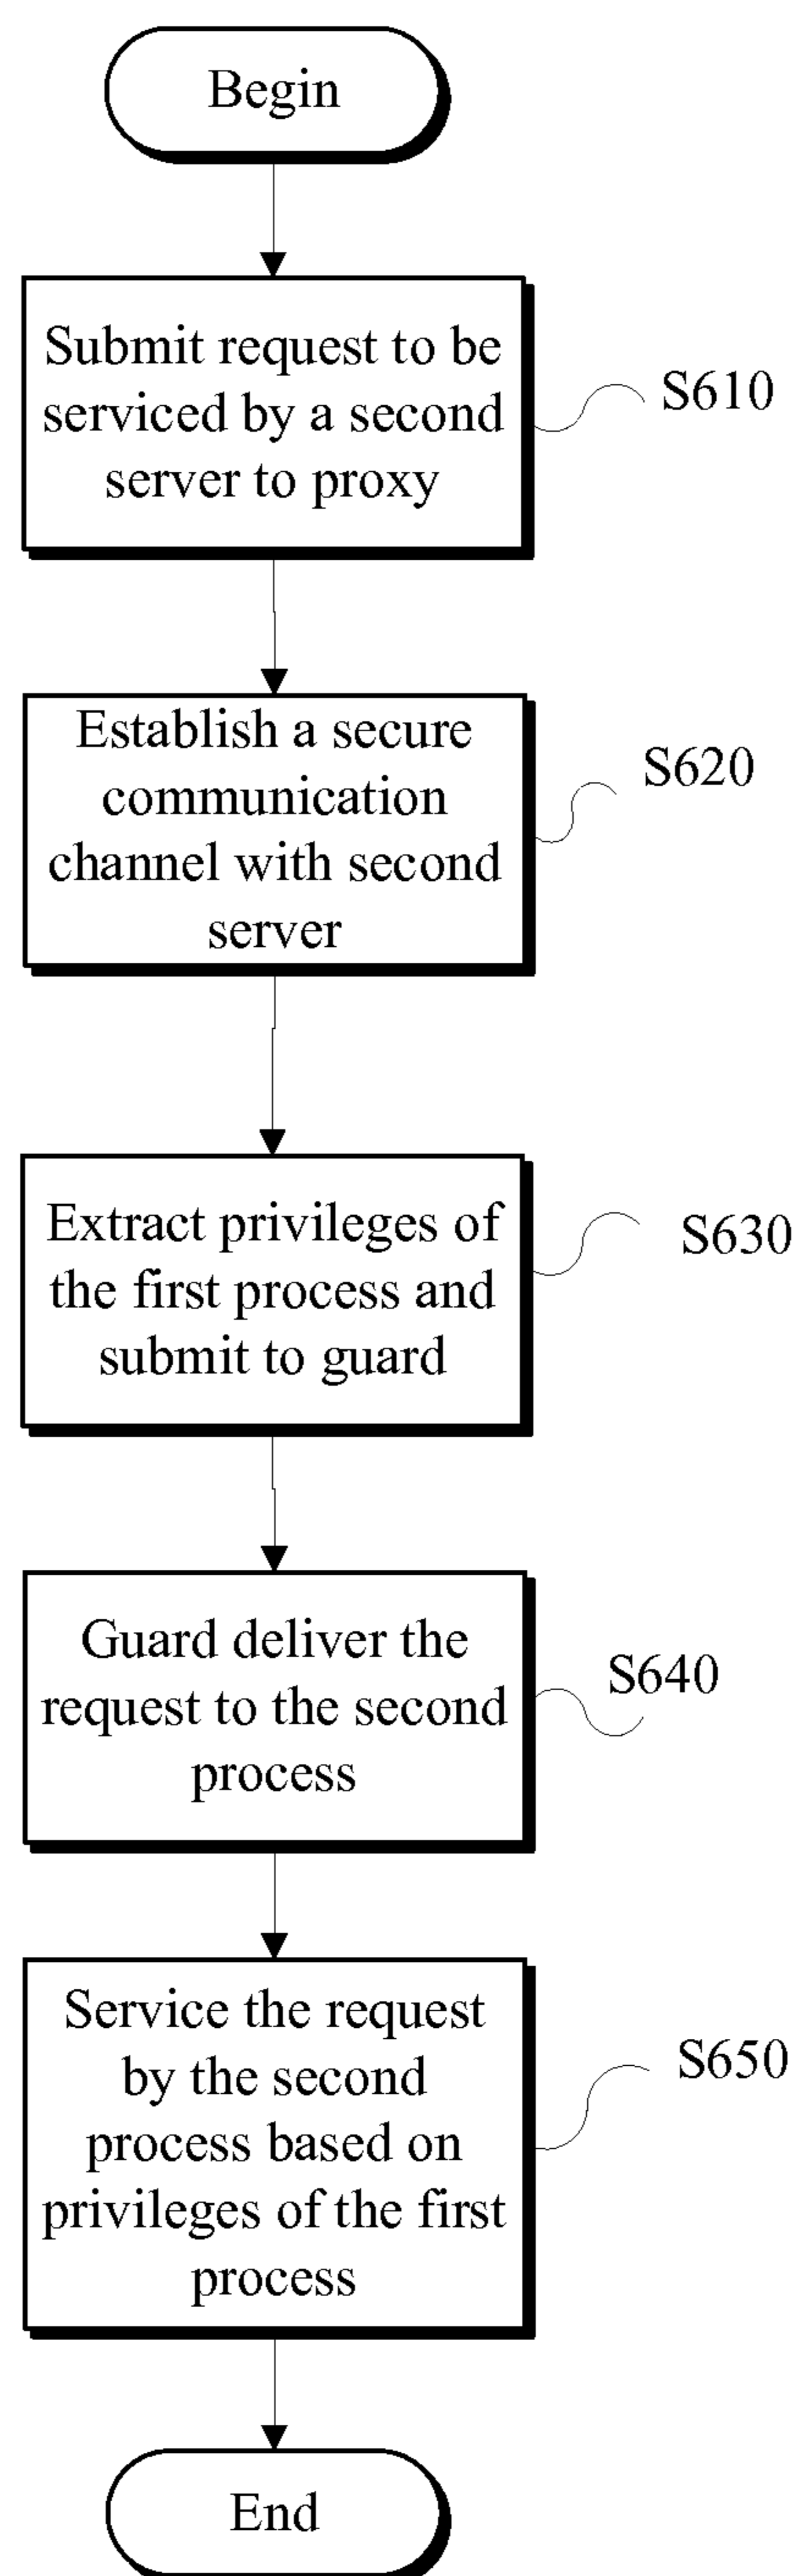 Begin
Submit request to be
serviced by a second
server to proxy
S610
Establish a secure
communication
channel with second
server
S620
Extract privileges of
the first process and
submit to guard
S630
Guard deliver the
request to the second
process
S640
Service the request
by the second
process based on
privileges of the first
process
S650
End